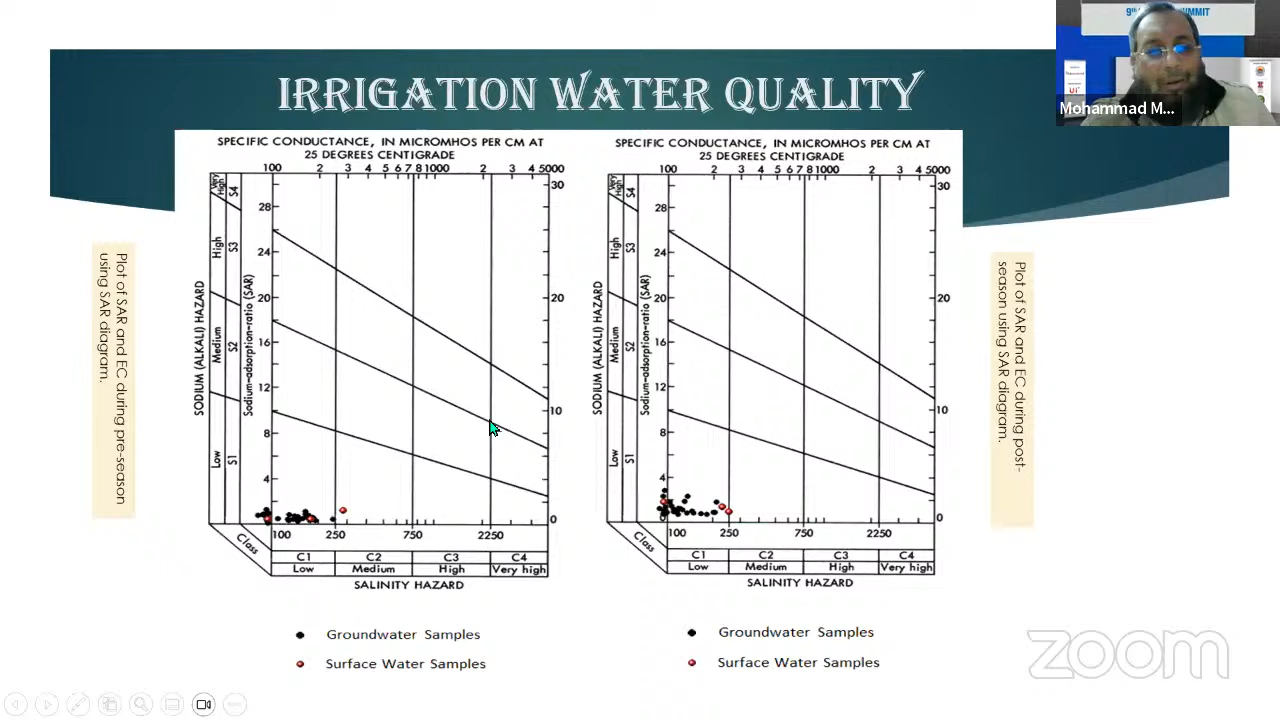 9th
MMIT
Mohammad M...
IRRIGATION WATER QUALITY
SPECIFIC CONDUCTANCE, IN MICROMHOS PER CM AT
25 DEGREES CENTIGRADE
100 2 3 4 5 6 7 8 1000 2 3 4 5000
Very High
High
Medium
Low
S4
S3
S2
S1
SODIUM (ALKALI) HAZARD
Sodium-adsorption-ratio (SAR)
28
24
20
16
12
8
4
30
20
10
0
100 250 750 2250
Class
C1 C2 C3 C4
Low Medium High Very high
SALINITY HAZARD
Groundwater Samples
Surface Water Samples
Plot of SAR and EC during pre-season
using SAR diagram.
SPECIFIC CONDUCTANCE, IN MICROMHOS PER CM AT
25 DEGREES CENTIGRADE
100 2 3 4 5 6 7 8 1000 2 3 4 5000
Very High
High
Medium
Low
S4
S3
S2
S1
SODIUM (ALKALI) HAZARD
Sodium-adsorption-ratio (SAR)
28
24
20
16
12
8
4
30
20
10
0
100 250 750 2250
Class
C1 C2 C3 C4
Low Medium High Very high
SALINITY HAZARD
Groundwater Samples
Surface Water Samples
Plot of SAR and EC during post-
season using SAR diagram.
zoom